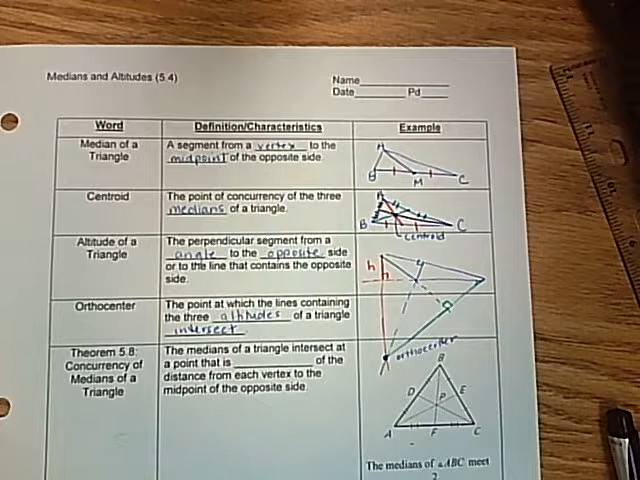 Medians and Altitudes (5.4)
Name
Date Pd
Word Definition/Characteristics Example
Median of a Triangle
A segment from a vertex to the
midpoint of the opposite side.
A
B M C
Centroid
The point of concurrency of the three
medians of a triangle.
A
B C
centroid
Altitude of a
Triangle
The perpendicular segment from a
angle to the opposite side
or to the line that contains the opposite
side.
h
Orthocenter
The point at which the lines containing
the three altitudes of a triangle
intersect
orthocenter
Theorem 5.8:
Concurrency of
Medians of a
Triangle
The medians of a triangle intersect at
a point that is of the
distance from each vertex to the
midpoint of the opposite side.
B
D E
P
A F C
The medians of △ABC meet
2